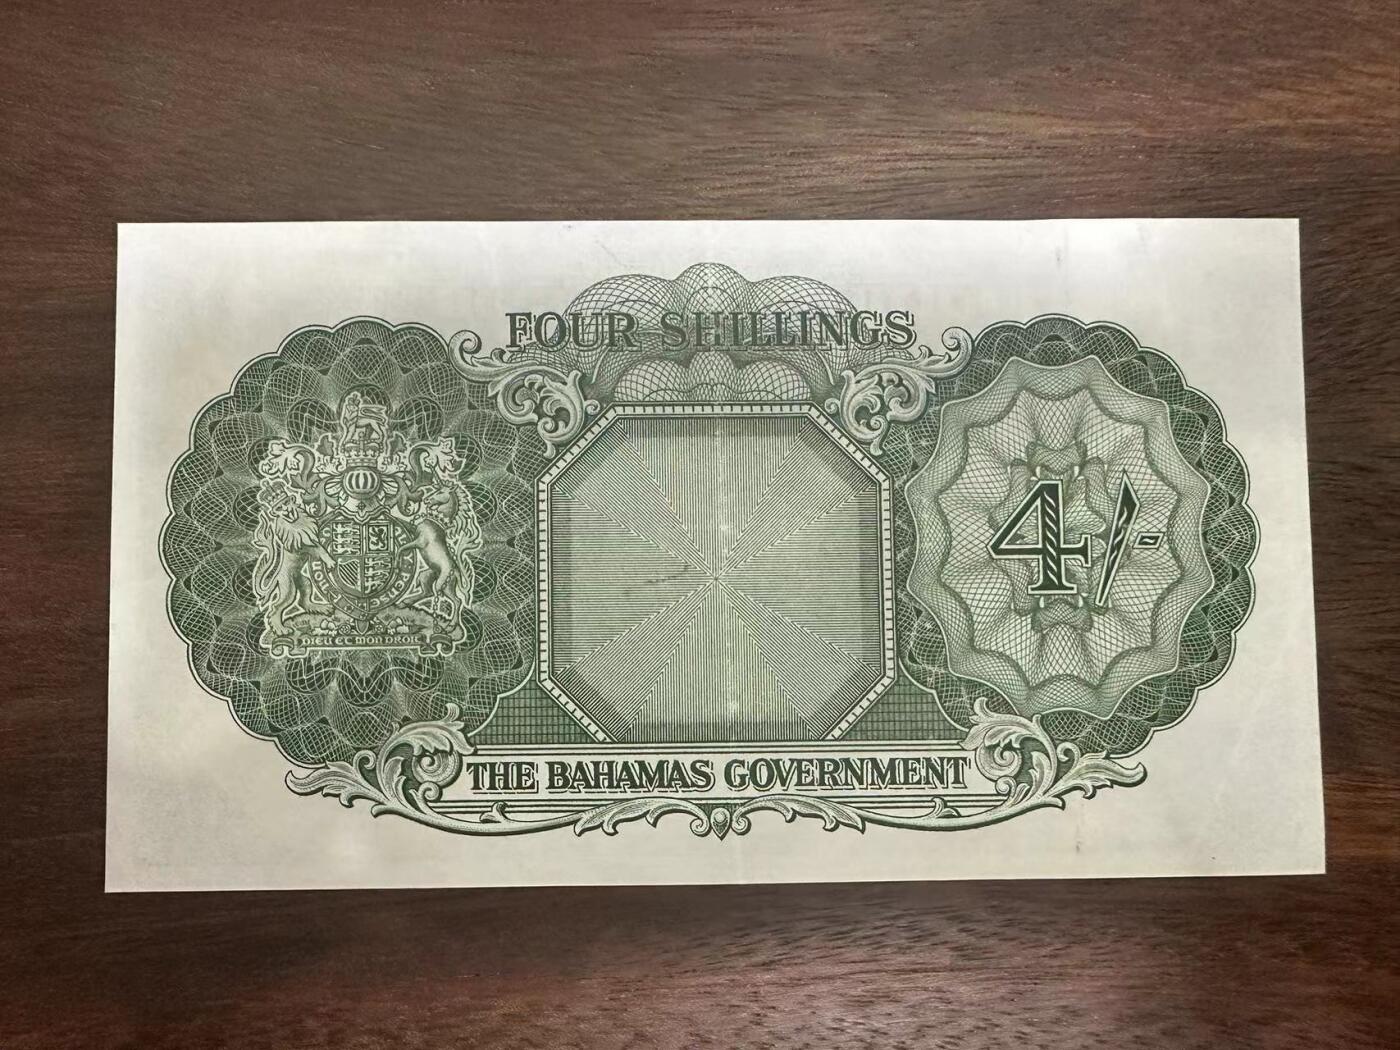 FOUR SHILLINGS
4/-
DIEU ET MON DROIT
THE BAHAMAS GOVERNMENT